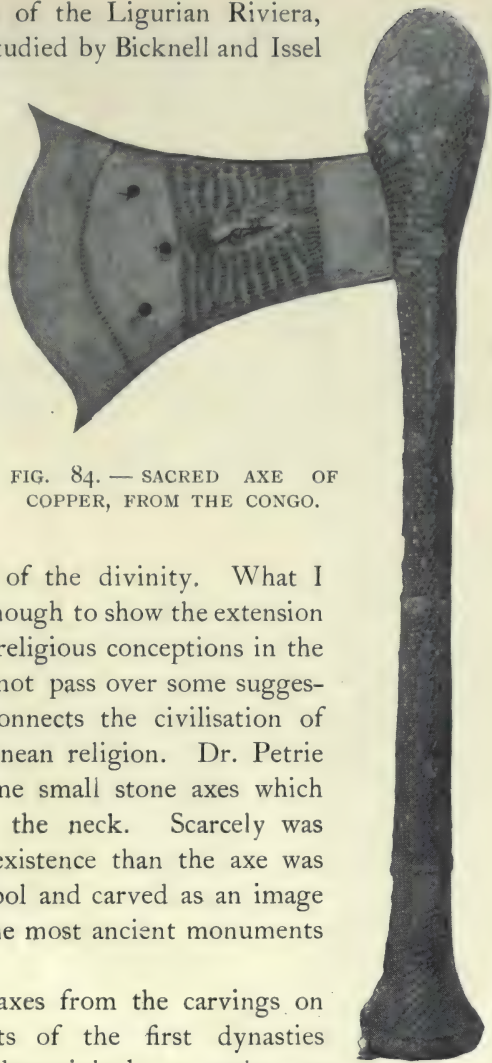 of the Ligurian Riviera,
tudied by Bicknell and Issel
FIG. 84. — SACRED AXE OF
COPPER, FROM THE CONGO.
of the divinity. What I
nough to show the extension
religious conceptions in the
not pass over some sugges-
onnects the civilisation of
nean religion. Dr. Petrie
ne small stone axes which
the neck. Scarcely was
existence than the axe was
ool and carved as an image
e most ancient monuments
axes from the carvings on
ts of the first dynasties